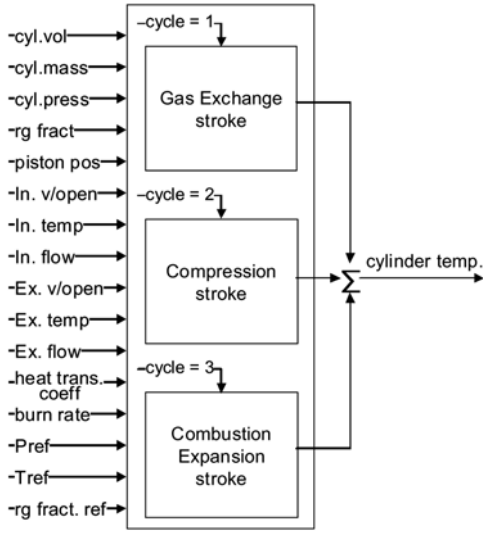 cyl.vol
cyl.mass
cyl.press
rg fract
piston pos
In. v/open
In. temp
In. flow
Ex. v/open
Ex. temp
Ex. flow
heat trans.
coeff
burn rate
Pref
Tref
rg fract. ref
cycle = 1
Gas Exchange
stroke
cycle = 2
Compression
stroke
cycle = 3
Combustion
Expansion
stroke
Σ
cylinder temp.